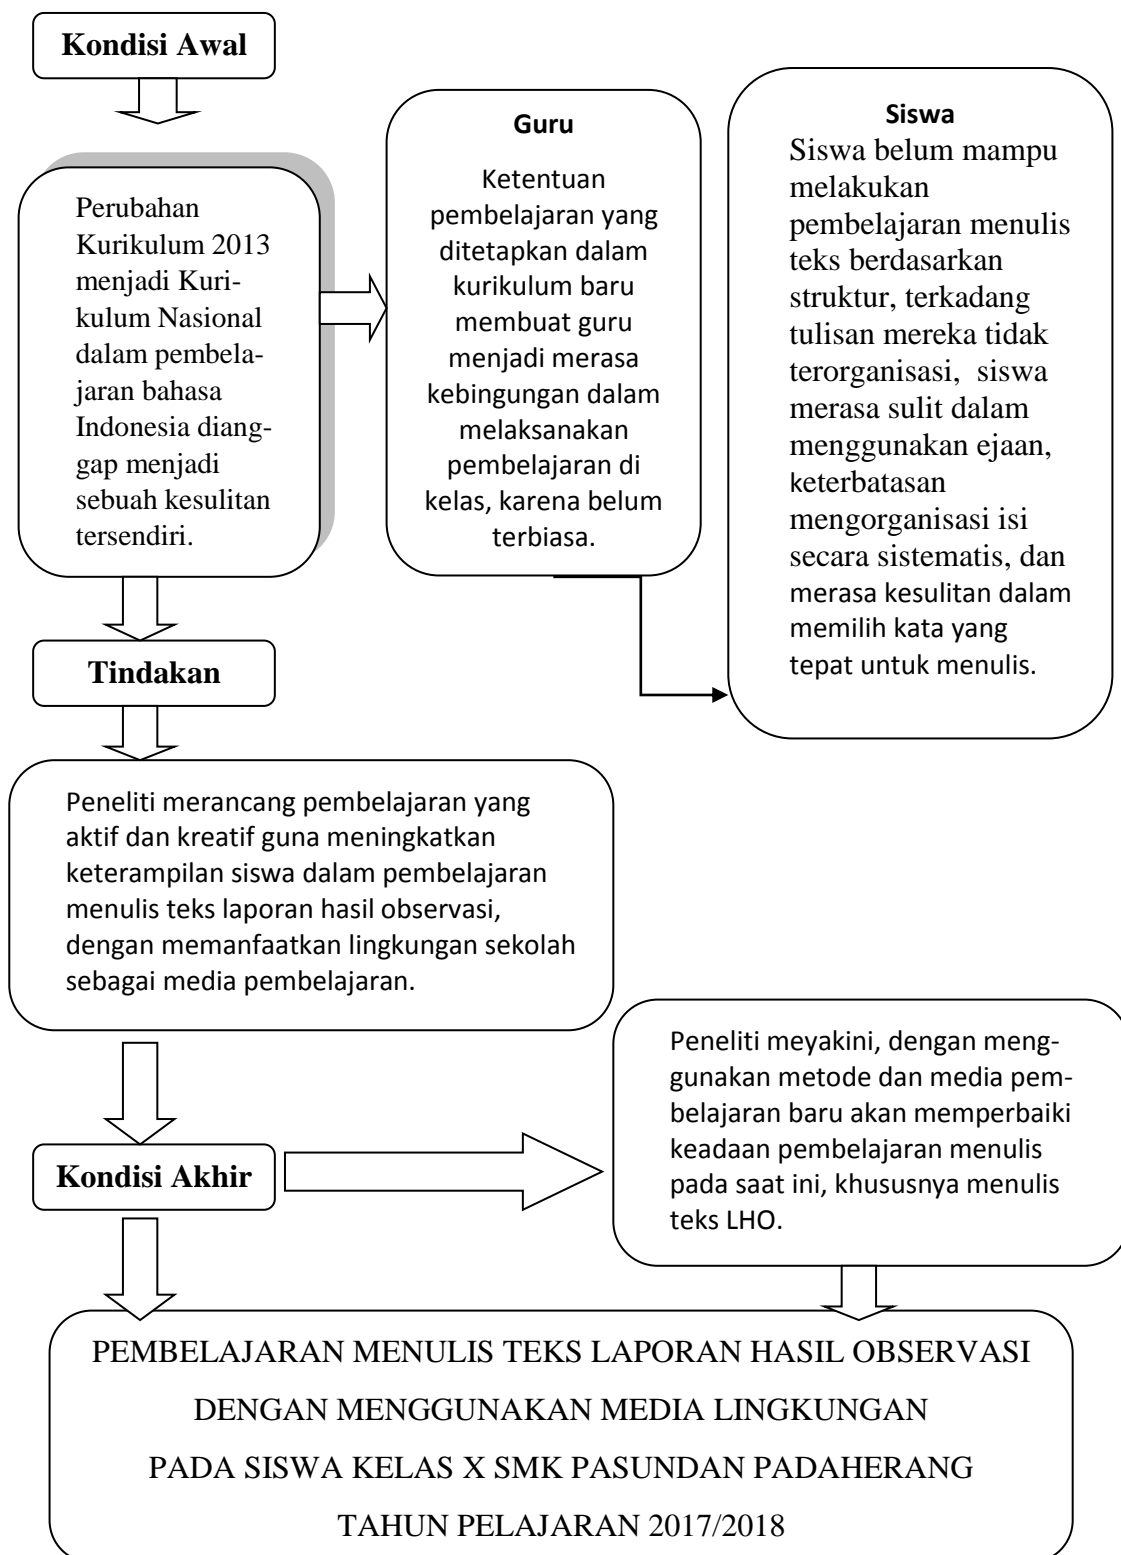 Kondisi Awal
Perubahan
Kurikulum 2013
menjadi Kuri-
kulum Nasional
dalam pembela-
jaran bahasa
Indonesia diang-
gap menjadi
sebuah kesulitan
tersendiri.
Guru
Ketentuan
pembelajaran yang
ditetapkan dalam
kurikulum baru
membuat guru
menjadi merasa
kebingungan dalam
melaksanakan
pembelajaran di
kelas, karena belum
terbiasa.
Siswa
Siswa belum mampu
melakukan
pembelajaran menulis
teks berdasarkan
struktur, terkadang
tulisan mereka tidak
terorganisasi, siswa
merasa sulit dalam
menggunakan ejaan,
keterbatasan
mengorganisasi isi
secara sistematis, dan
merasa kesulitan dalam
memilih kata yang
tepat untuk menulis.
Tindakan
Peneliti merancang pembelajaran yang
aktif dan kreatif guna meningkatkan
keterampilan siswa dalam pembelajaran
menulis teks laporan hasil observasi,
dengan memanfaatkan lingkungan sekolah
sebagai media pembelajaran.
Kondisi Akhir
Peneliti meyakini, dengan meng-
gunakan metode dan media pem-
belajaran baru akan memperbaiki
keadaan pembelajaran menulis
pada saat ini, khususnya menulis
teks LHO.
PEMBELAJARAN MENULIS TEKS LAPORAN HASIL OBSERVASI
DENGAN MENGGUNAKAN MEDIA LINGKUNGAN
PADA SISWA KELAS X SMK PASUNDAN PADAHERANG
TAHUN PELAJARAN 2017/2018